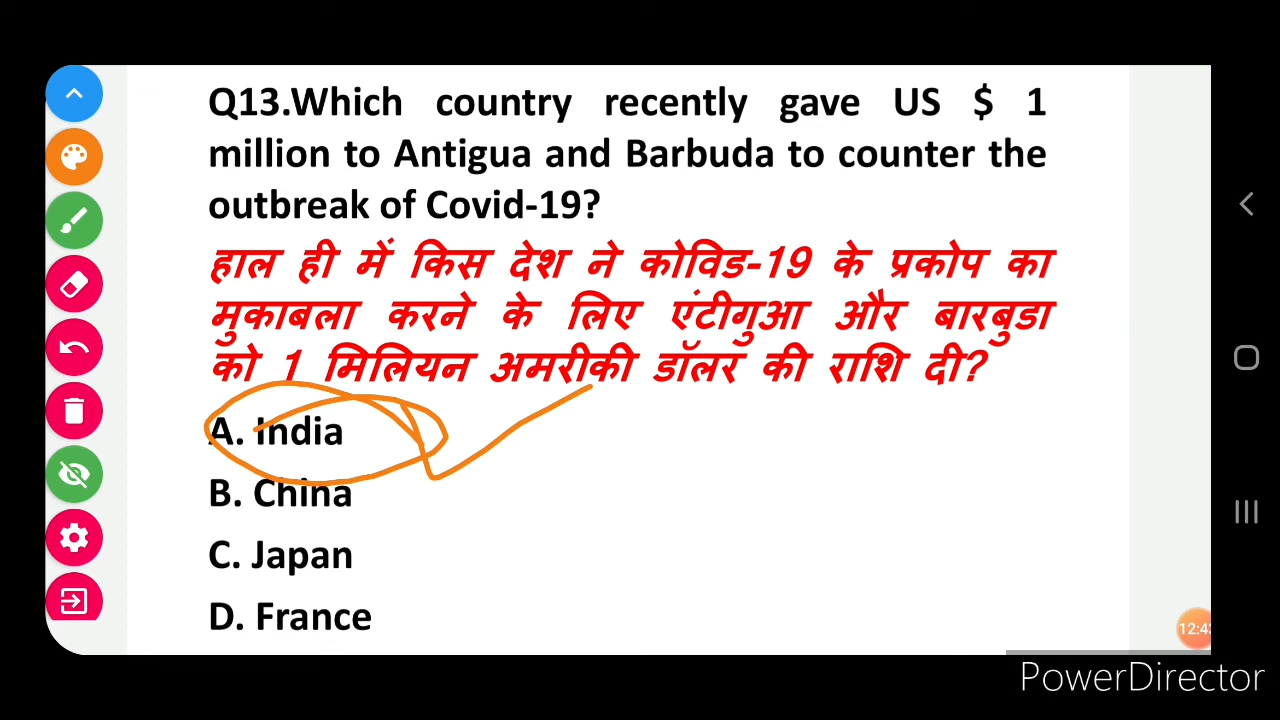 Q13.Which country recently gave US $ 1
million to Antigua and Barbuda to counter the
outbreak of Covid-19?
हाल ही में किस देश ने कोविड-19 के प्रकोप का
मुकाबला करने के लिए एंटीगुआ और बारबुडा
को 1 मिलियन अमरीकी डॉलर की राशि दी?
A. India
B. China
C. Japan
D. France
PowerDirector